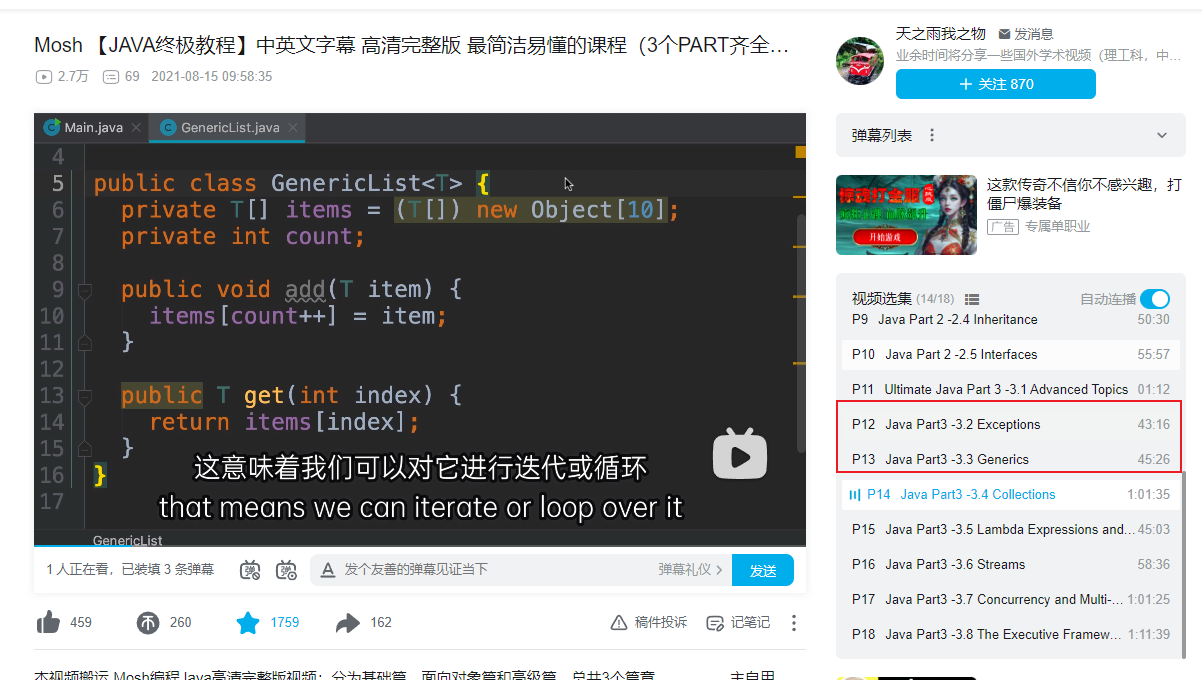 Mosh 【JAVA终极教程】中英文字幕 高清完整版 最简洁易懂的课程（3个PART齐全…
2.7万 69 2021-08-15 09:58:35
Main.java GenericList.java
4
5 public class GenericList<T> {
6 private T[] items = (T[]) new Object[10];
7 private int count;
8
9 public void add(T item) {
10 items[count++] = item;
11 }
12
13 public T get(int index) {
14 return items[index];
15 }
16 }
17
这意味着我们可以对它进行迭代或循环
that means we can iterate or loop over it
GenericList
1 人正在看，已装填 3 条弹幕 弹 弹 A 发个友善的弹幕见证当下 弹幕礼仪 > 发送
459 260 1759 162 稿件投诉 记笔记
本视频搬运 Mosh编程Java高清完整版视频：分为基础篇，面向对象篇和高级篇，总共3个篇章 主自用
天之雨我之物 发消息
业余时间将分享一些国外学术视频（理工科，中…
+ 关注 870
弹幕列表
惊魂打金服
开始游戏
这款传奇不信你不感兴趣，打
僵尸爆装备
广告 专属单职业
视频选集 (14/18) 自动连播
P9 Java Part 2 -2.4 Inheritance 50:30
P10 Java Part 2 -2.5 Interfaces 55:57
P11 Ultimate Java Part 3 -3.1 Advanced Topics 01:12
P12 Java Part3 -3.2 Exceptions 43:16
P13 Java Part3 -3.3 Generics 45:26
P14 Java Part3 -3.4 Collections 1:01:35
P15 Java Part3 -3.5 Lambda Expressions and... 45:03
P16 Java Part3 -3.6 Streams 58:36
P17 Java Part3 -3.7 Concurrency and Multi-... 1:01:25
P18 Java Part3 -3.8 The Executive Framew... 1:11:39